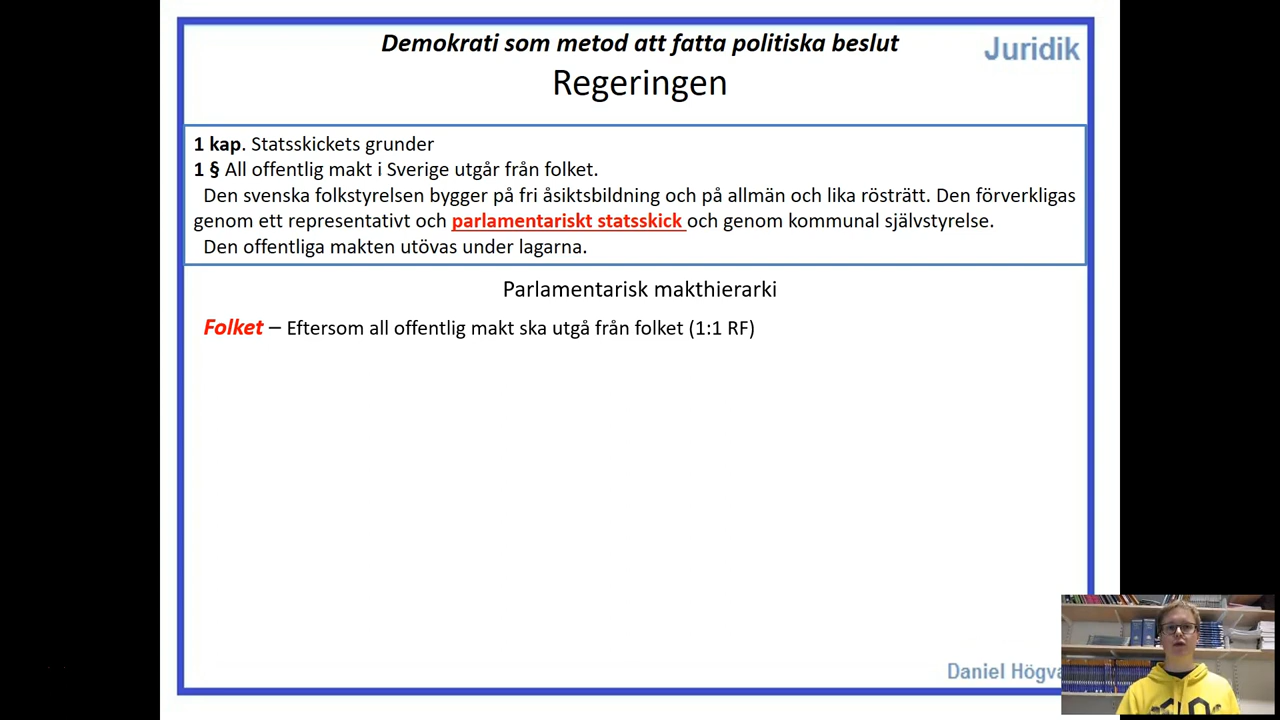 Demokrati som metod att fatta politiska beslut
Juridik
Regeringen
1 kap. Statsskickets grunder
1 § All offentlig makt i Sverige utgår från folket.
Den svenska folkstyrelsen bygger på fri åsiktsbildning och på allmän och lika rösträtt. Den förverkligas
genom ett representativt och parlamentariskt statsskick och genom kommunal självstyrelse.
Den offentliga makten utövas under lagarna.
Parlamentarisk makthierarki
Folket – Eftersom all offentlig makt ska utgå från folket (1:1 RF)
Daniel